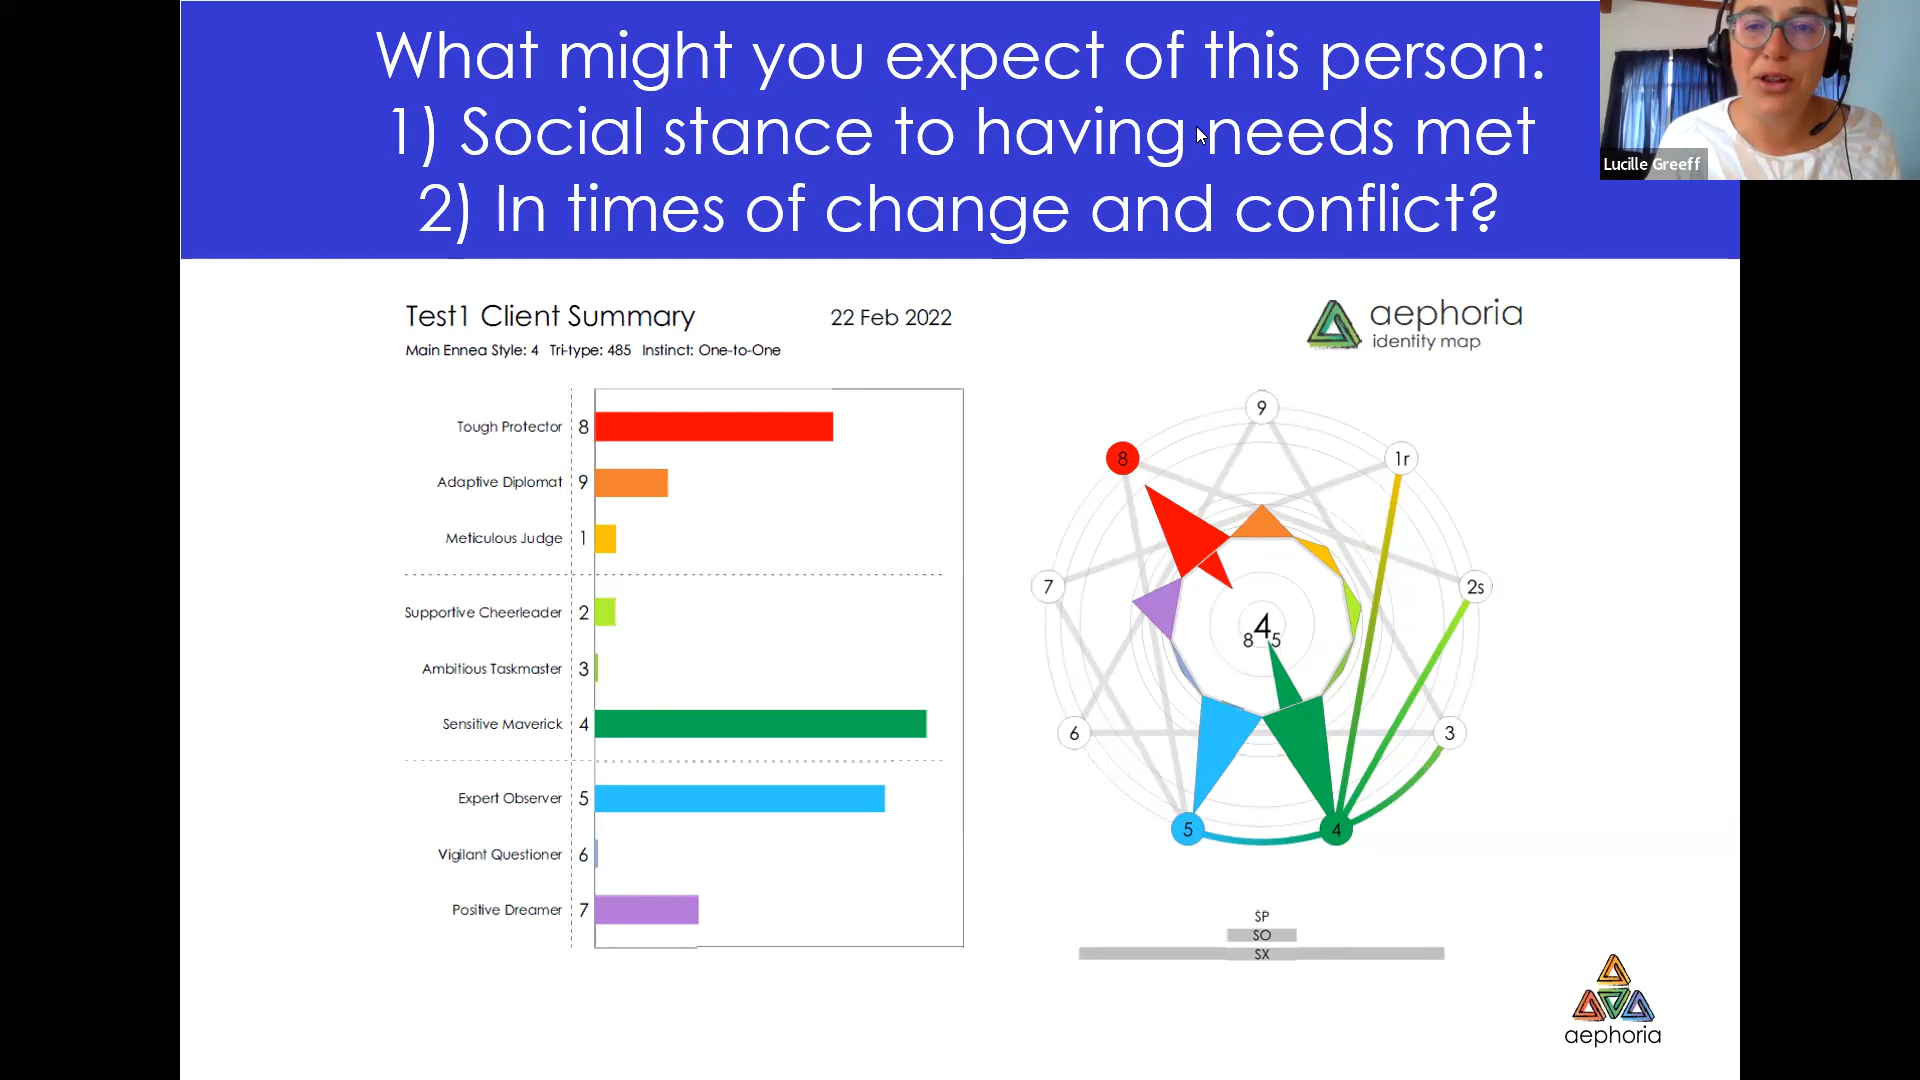 What might you expect of this person:
1) Social stance to having needs met
2) In times of change and conflict?
Lucille Greeff
Test1 Client Summary
22 Feb 2022
Main Ennea Style: 4 Tri-type: 485 Instinct: One-to-One
aephoria
identity map
Tough Protector 8
Adaptive Diplomat 9
Meticulous Judge 1
Supportive Cheerleader 2
Ambitious Taskmaster 3
Sensitive Maverick 4
Expert Observer 5
Vigilant Questioner 6
Positive Dreamer 7
9
8
1r
7
2s
4
8 5
6
3
5
4
SP
SO
SX
aephoria